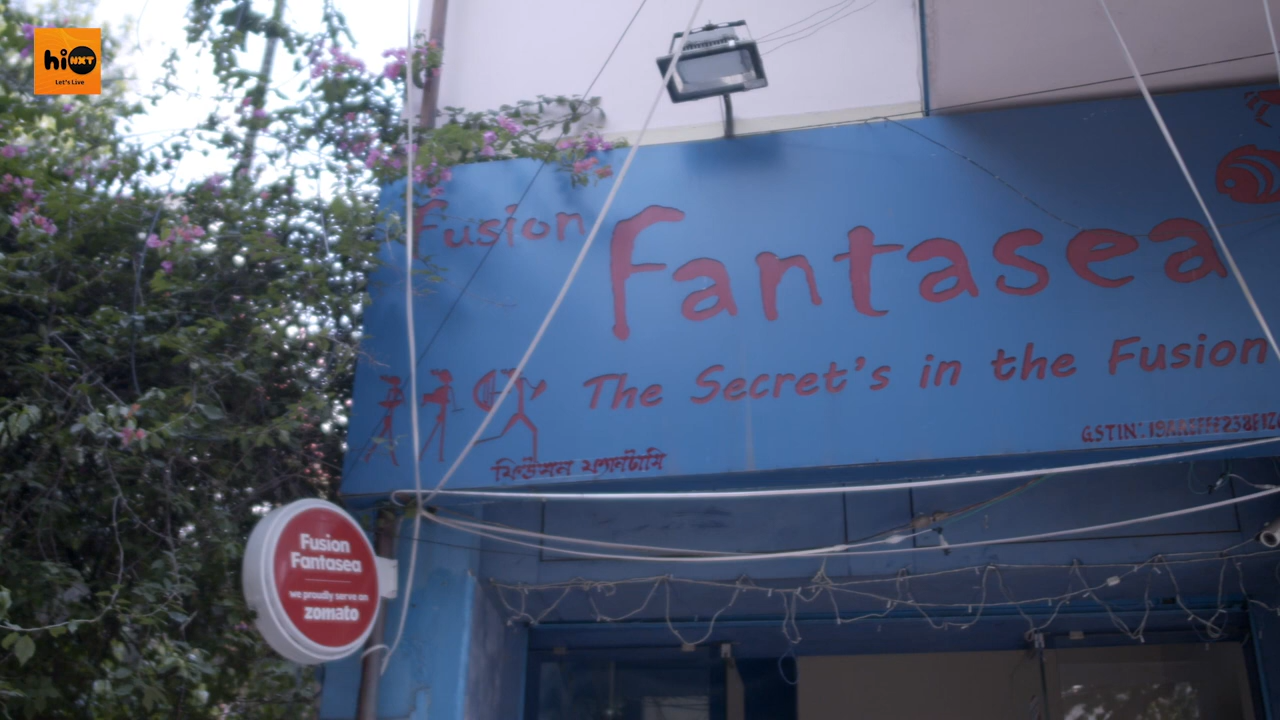 hi NXT
Let's Live
Fusion Fantasea
The Secret's in the Fusion
ফিউশন ফ্যানটাসি
GSTIN:
Fusion
Fantasea
we proudly serve on
zomato